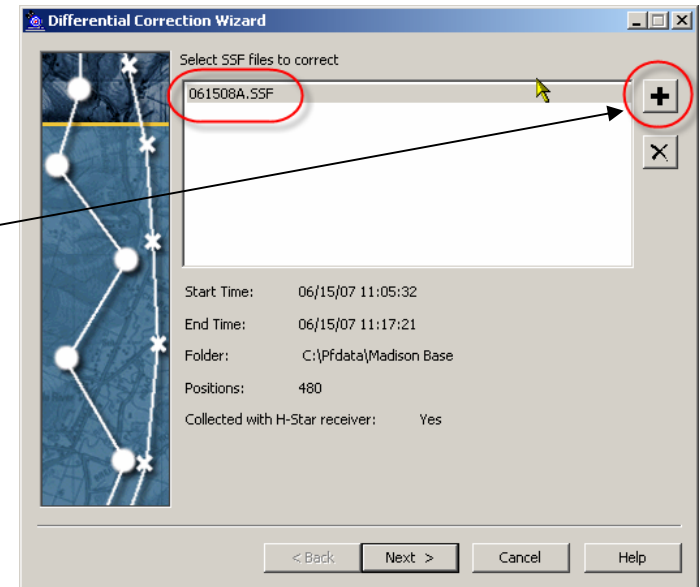 Differential Correction Wizard
Select SSF files to correct
061508A.SSF
Start Time: 06/15/07 11:05:32
End Time: 06/15/07 11:17:21
Folder: C:\Pfdata\Madison Base
Positions: 480
Collected with H-Star receiver: Yes
< Back Next > Cancel Help